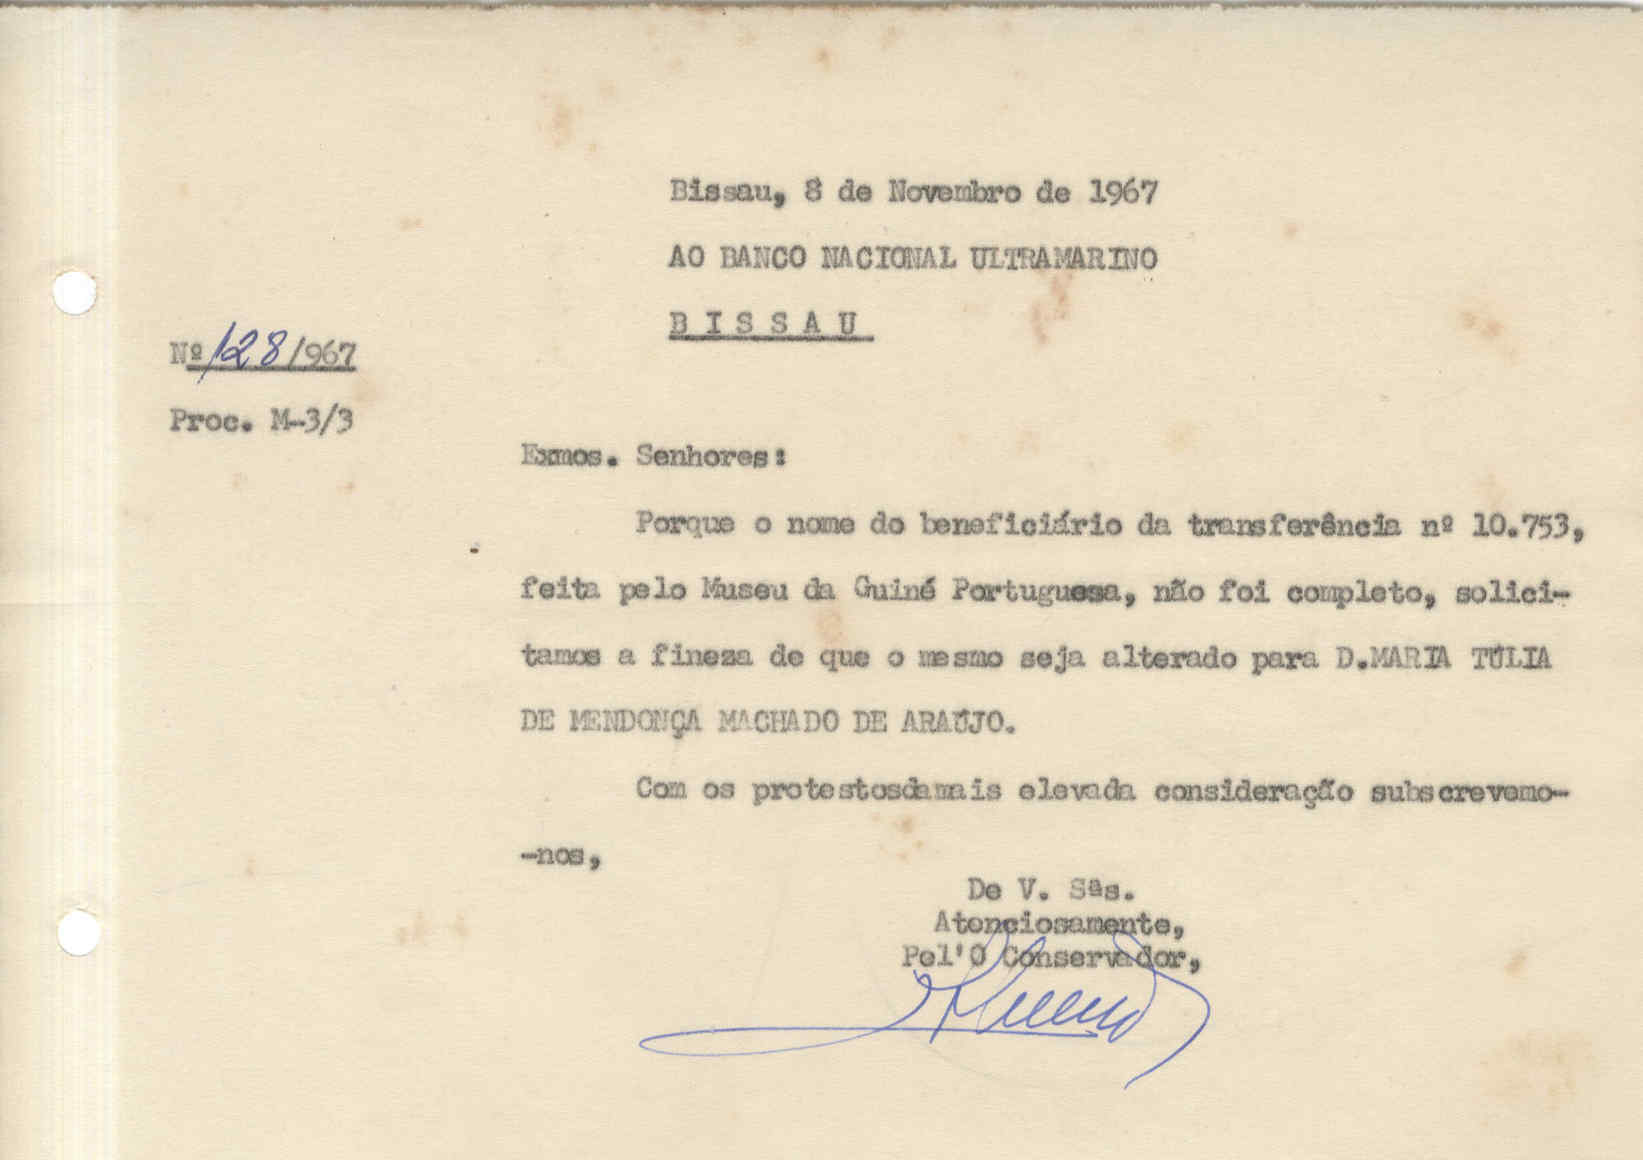 Bissau, 8 de Novembro de 1967
AO BANCO NACIONAL ULTRAMARINO
B I S S A U
Nº 128/967
Proc. M-3/3
Exmos. Senhores:
Porque o nome do beneficiário da transferência nº 10.753,
feita pelo Museu da Guiné Portuguesa, não foi completo, solici-
tamos a fineza de que o mesmo seja alterado para D.MARIA TÚLIA
DE MENDONÇA MACHADO DE ARAÚJO.
Com os protestosdamais elevada consideração subscrevemo-
-nos,
De V. Sªs.
Atenciosamente,
Pel'O Conservador,